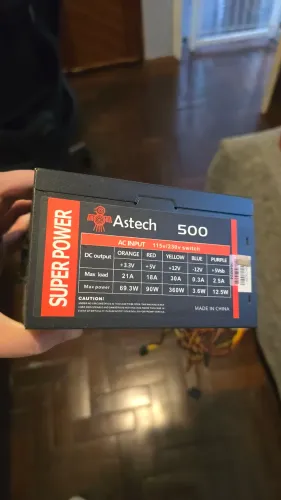 SUPER POWER
Astech 500
AC INPUT 115v/230v switch
DC output ORANGE RED YELLOW BLUE PURPLE
+3.3V +5V +12V -12V +5Vsb
Max load 21A 18A 30A 0.3A 2.5A
Max power 69.3W 90W 360W 3.6W 12.5W
CAUTION!
MADE IN CHINA